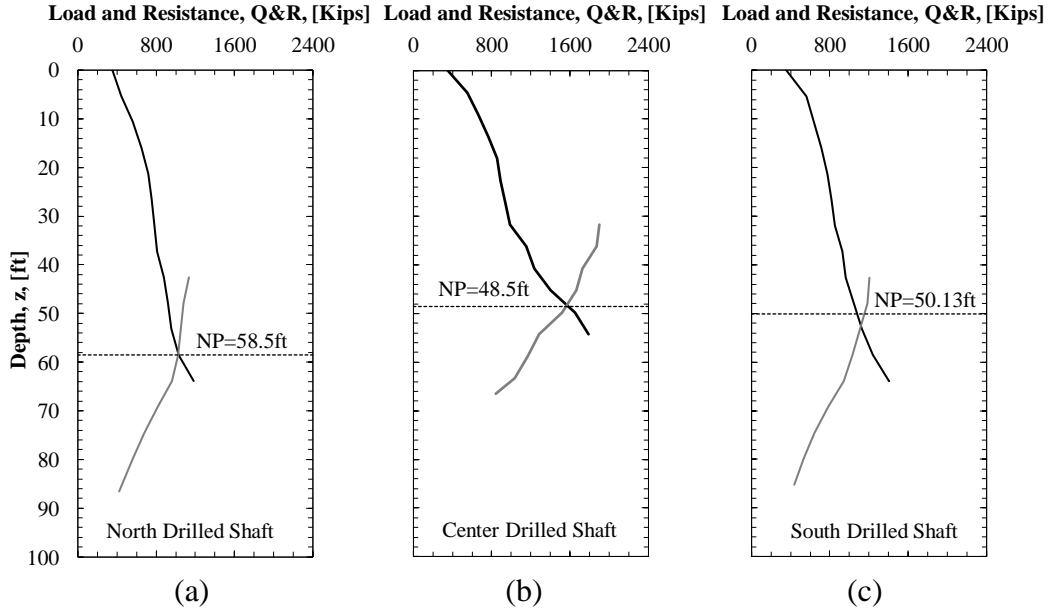 Load and Resistance, Q&R, [Kips]
Load and Resistance, Q&R, [Kips]
Load and Resistance, Q&R, [Kips]
0 800 1600 2400
0 800 1600 2400
0 800 1600 2400
Depth, z, [ft]
0
10
20
30
40
50
60
70
80
90
100
NP=58.5ft
NP=48.5ft
NP=50.13ft
North Drilled Shaft
Center Drilled Shaft
South Drilled Shaft
(a)
(b)
(c)